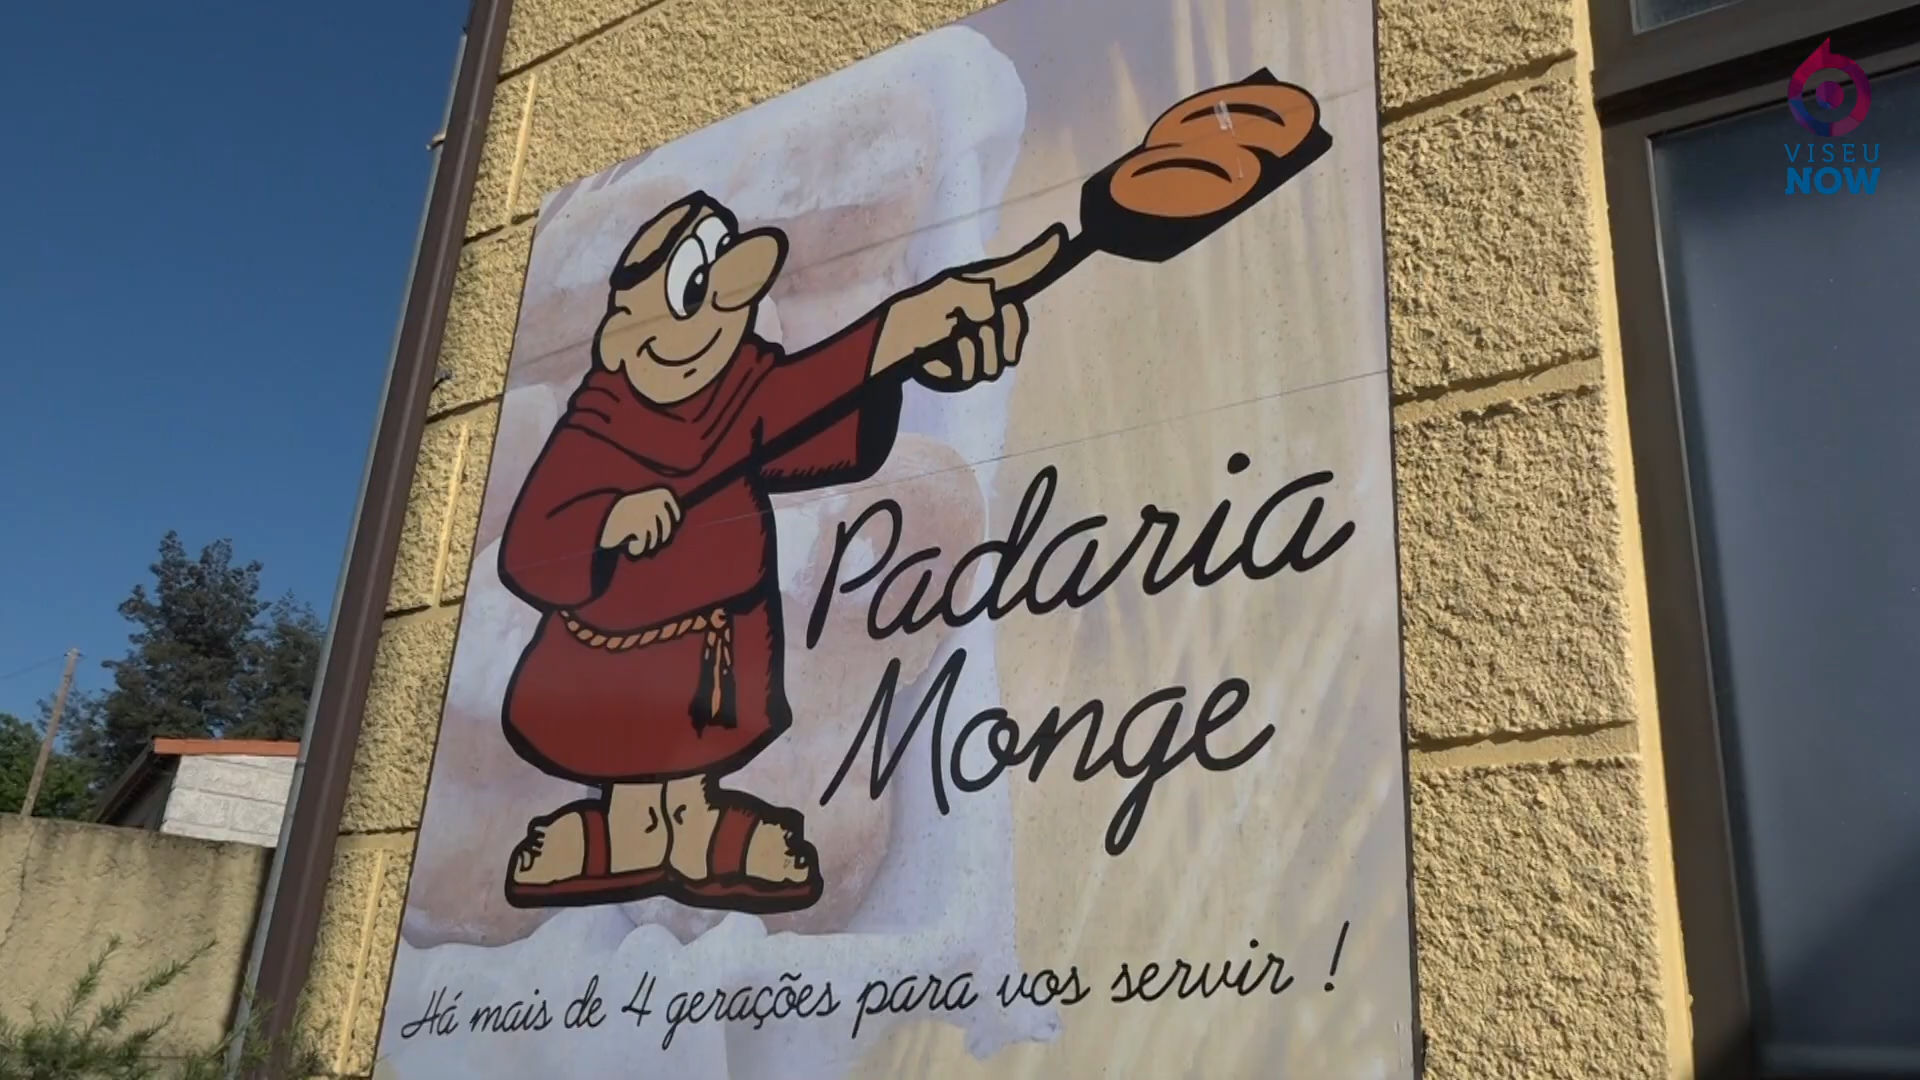 VISEU
NOW
Padaria
Monge
Há mais de 4 gerações para vos servir !